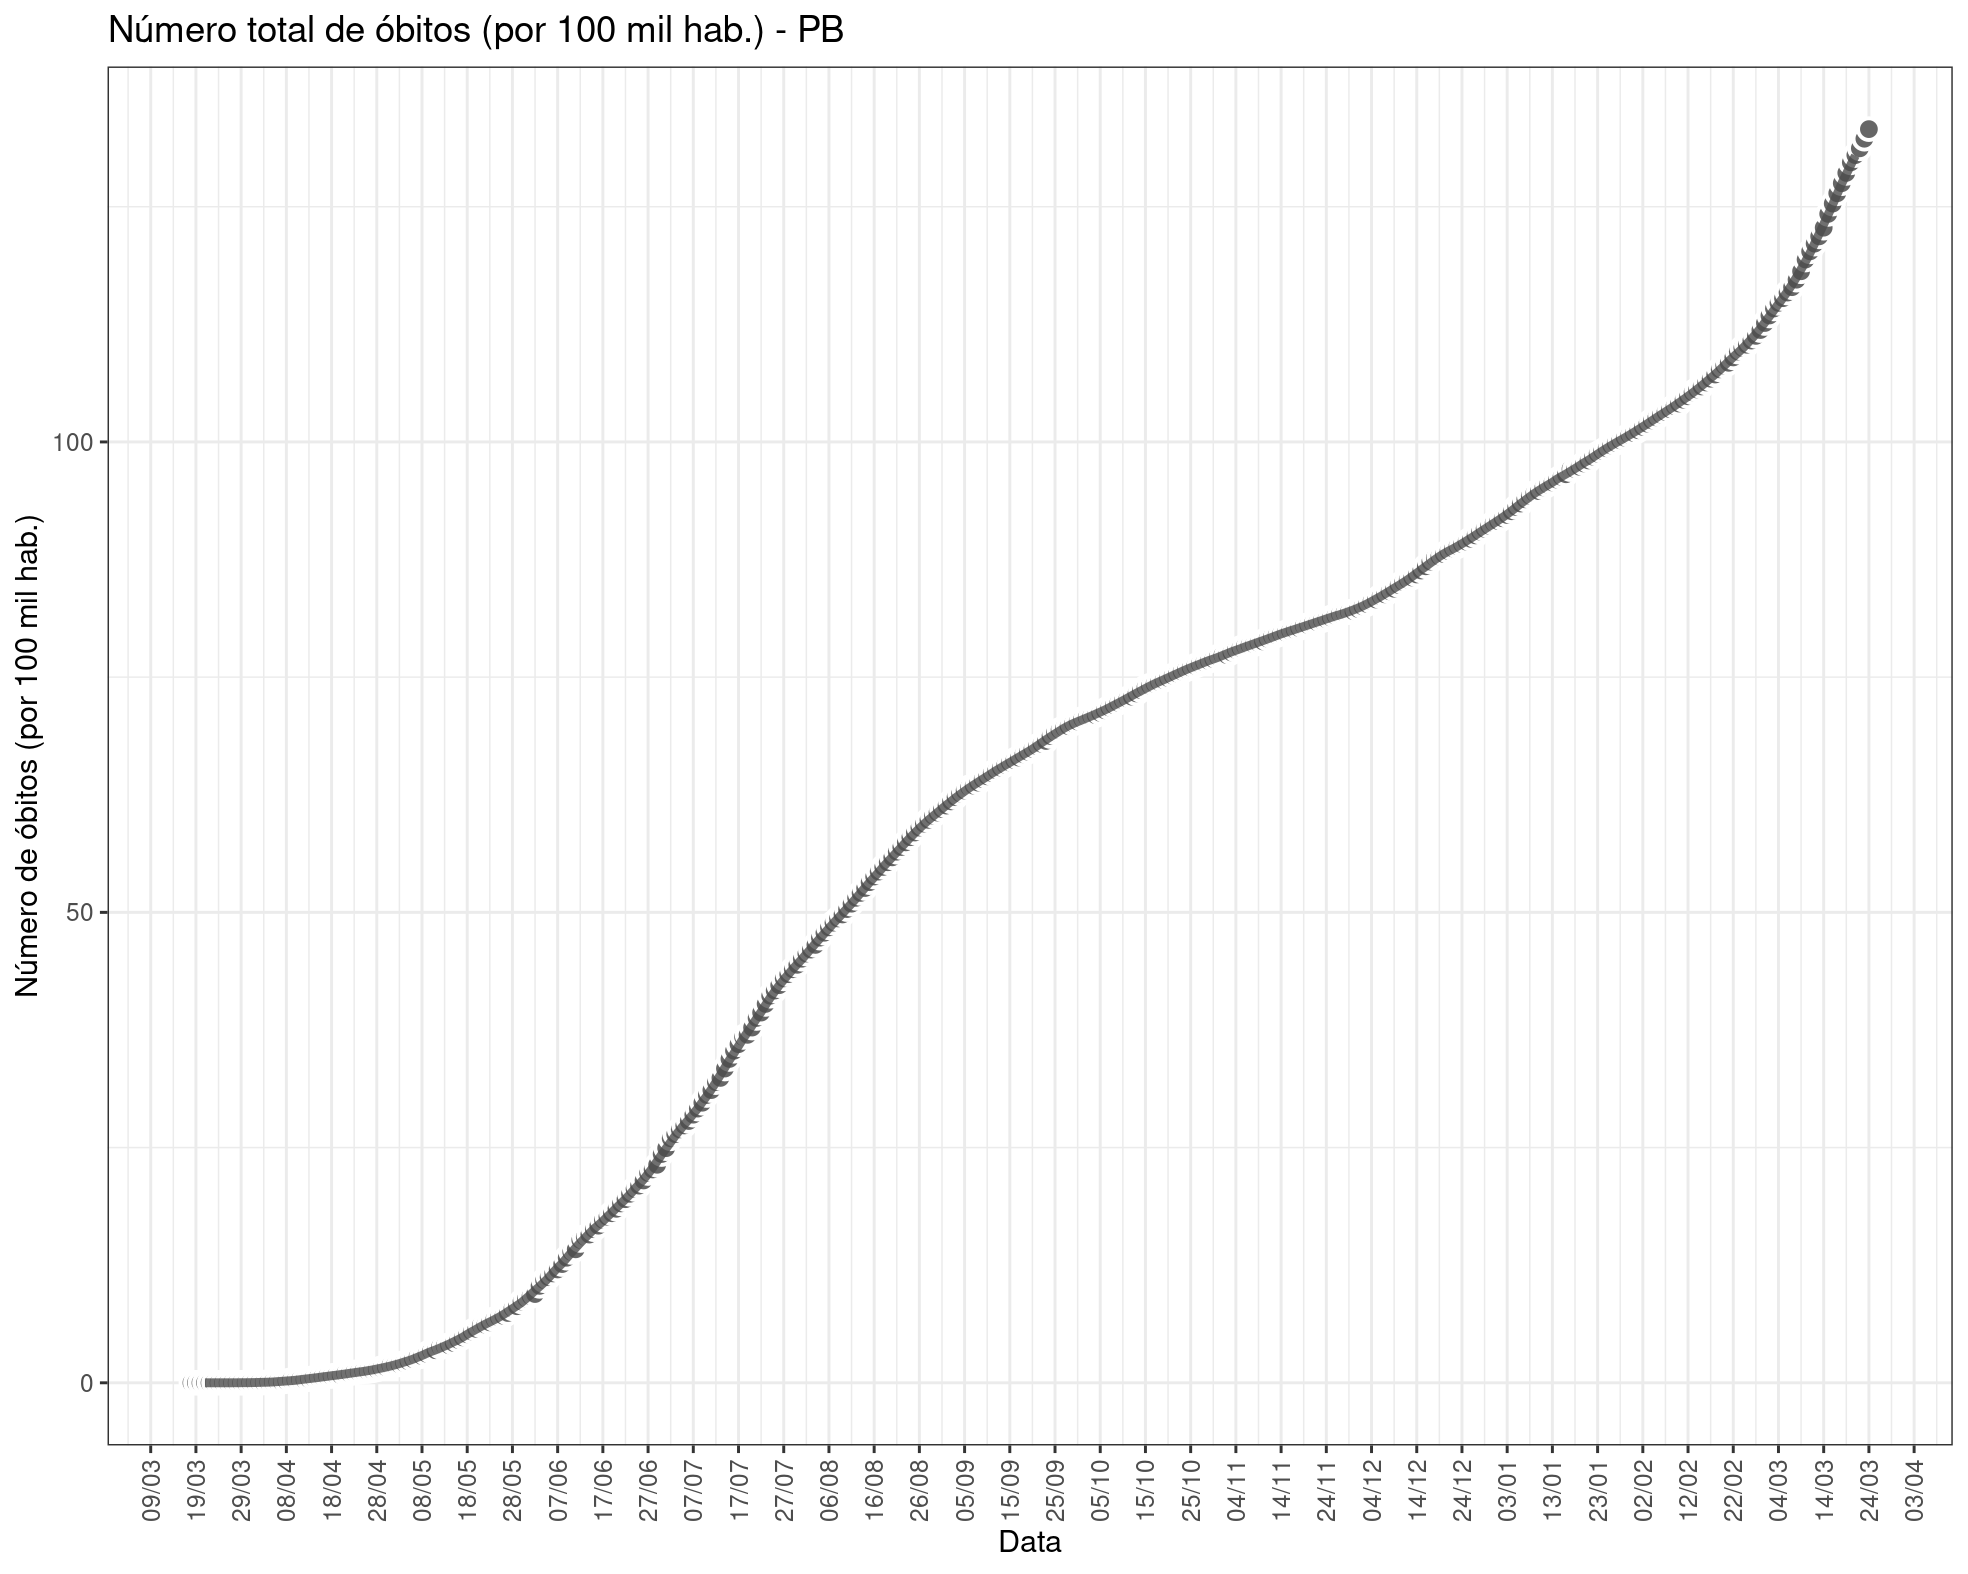 Número total de óbitos (por 100 mil hab.) - PB
Número de óbitos (por 100 mil hab.)
100
50
0
09/03 19/03 29/03 08/04 18/04 28/04 08/05 18/05 28/05 07/06 17/06 27/06 07/07 17/07 27/07 06/08 16/08 26/08 05/09 15/09 25/09 05/10 15/10 25/10 04/11 14/11 24/11 04/12 14/12 24/12 03/01 13/01 23/01 02/02 12/02 22/02 04/03 14/03 24/03 03/04
Data